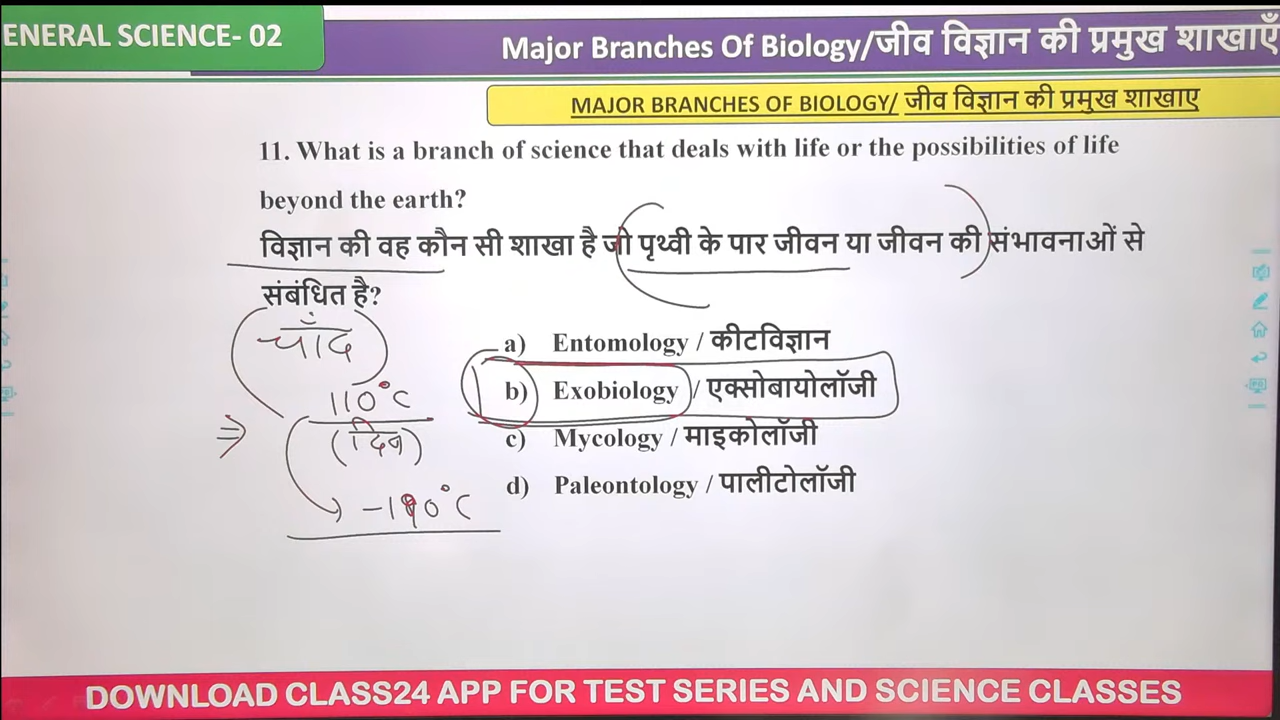 ENERAL SCIENCE- 02
Major Branches Of Biology/जीव विज्ञान की प्रमुख शाखाएँ
MAJOR BRANCHES OF BIOLOGY/ जीव विज्ञान की प्रमुख शाखाए
11. What is a branch of science that deals with life or the possibilities of life
beyond the earth?
विज्ञान की वह कौन सी शाखा है जो पृथ्वी के पार जीवन या जीवन की संभावनाओं से
संबंधित है?
चाँद
110°C
(दिन)
a) Entomology / कीटविज्ञान
b) Exobiology / एक्सोबायोलॉजी
c) Mycology / माइकोलॉजी
d) Paleontology / पालीटोलॉजी
DOWNLOAD CLASS24 APP FOR TEST SERIES AND SCIENCE CLASSES